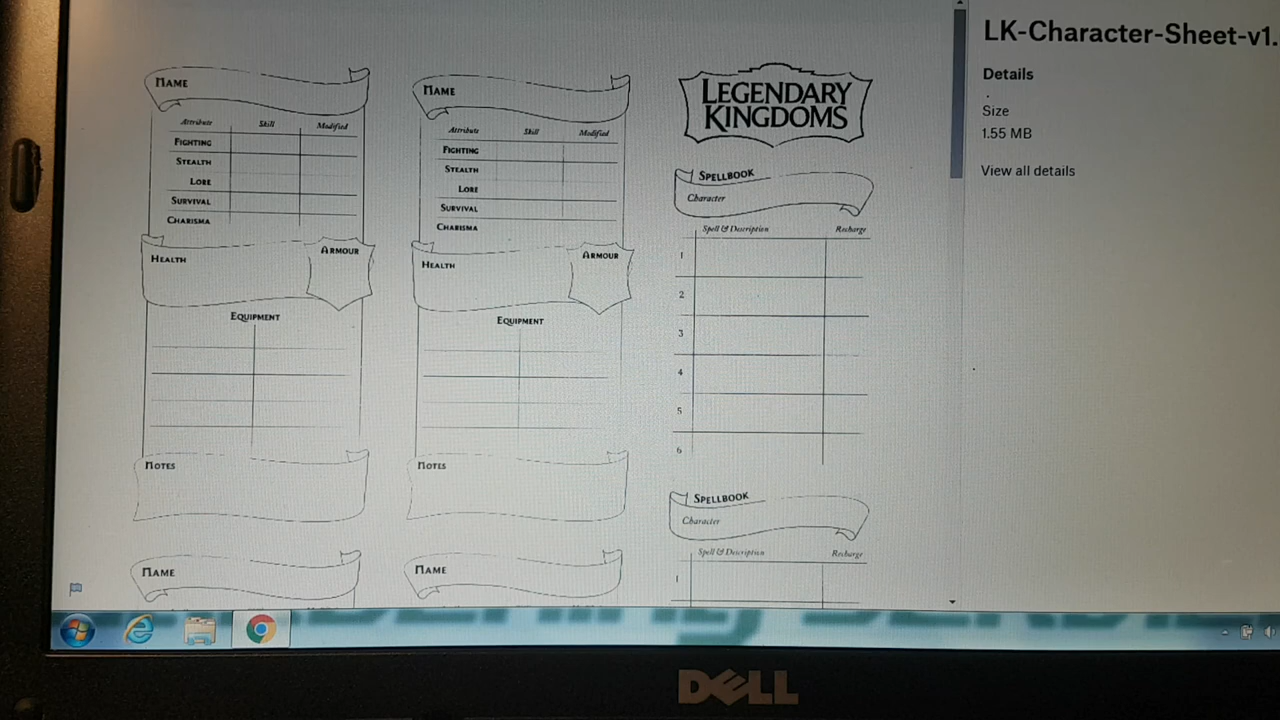 LK-Character-Sheet-v1.
Details
Size
1.55 MB
View all details
NAME
Attribute Skill Modified
FIGHTING
STEALTH
LORE
SURVIVAL
CHARISMA
HEALTH
ARMOUR
EQUIPMENT
NOTES
NAME
NAME
Attribute Skill Modified
FIGHTING
STEALTH
LORE
SURVIVAL
CHARISMA
HEALTH
ARMOUR
EQUIPMENT
NOTES
NAME
LEGENDARY
KINGDOMS
SPELLBOOK
Character
Spell & Description Recharge
1
2
3
4
5
6
SPELLBOOK
Character
Spell & Description Recharge
1
DELL